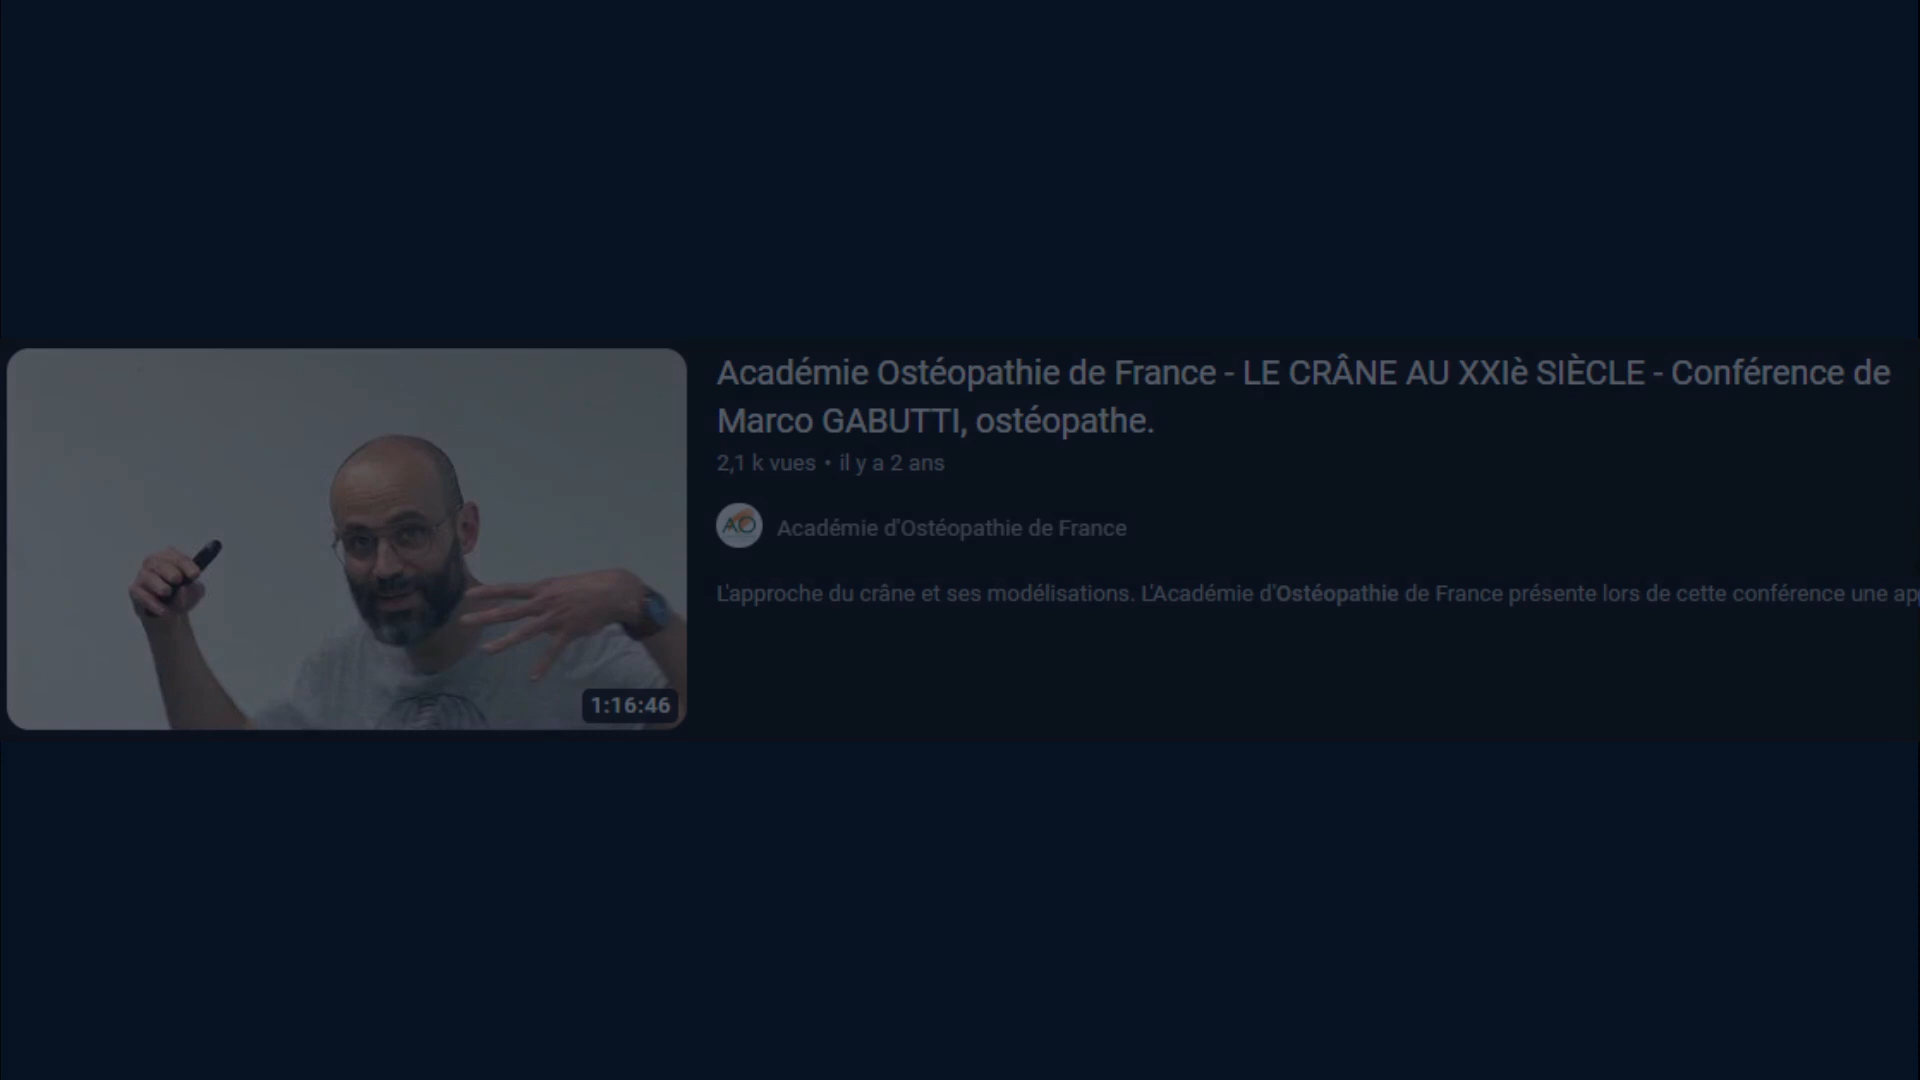 Académie Ostéopathie de France - LE CRÂNE AU XXIè SIÈCLE - Conférence de
Marco GABUTTI, ostéopathe.
2,1 k vues • il y a 2 ans
AO
Académie d'Ostéopathie de France
L'approche du crâne et ses modélisations. L'Académie d'Ostéopathie de France présente lors de cette conférence une ap
1:16:46